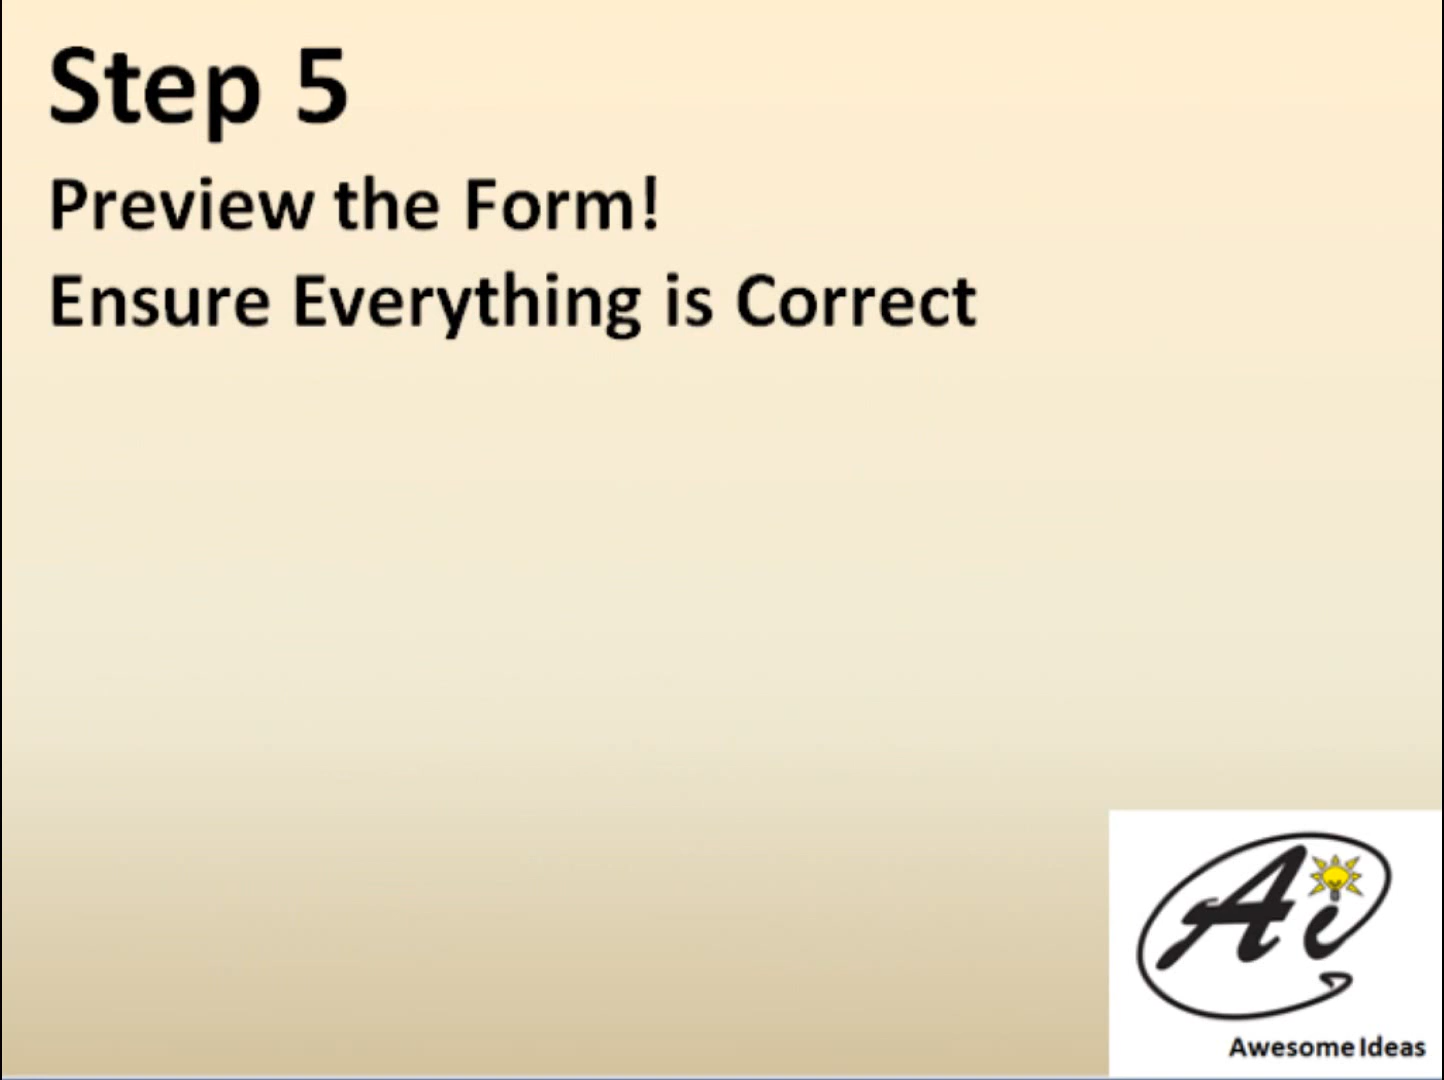 Step 5
Preview the Form!
Ensure Everything is Correct
Ai
Awesome Ideas